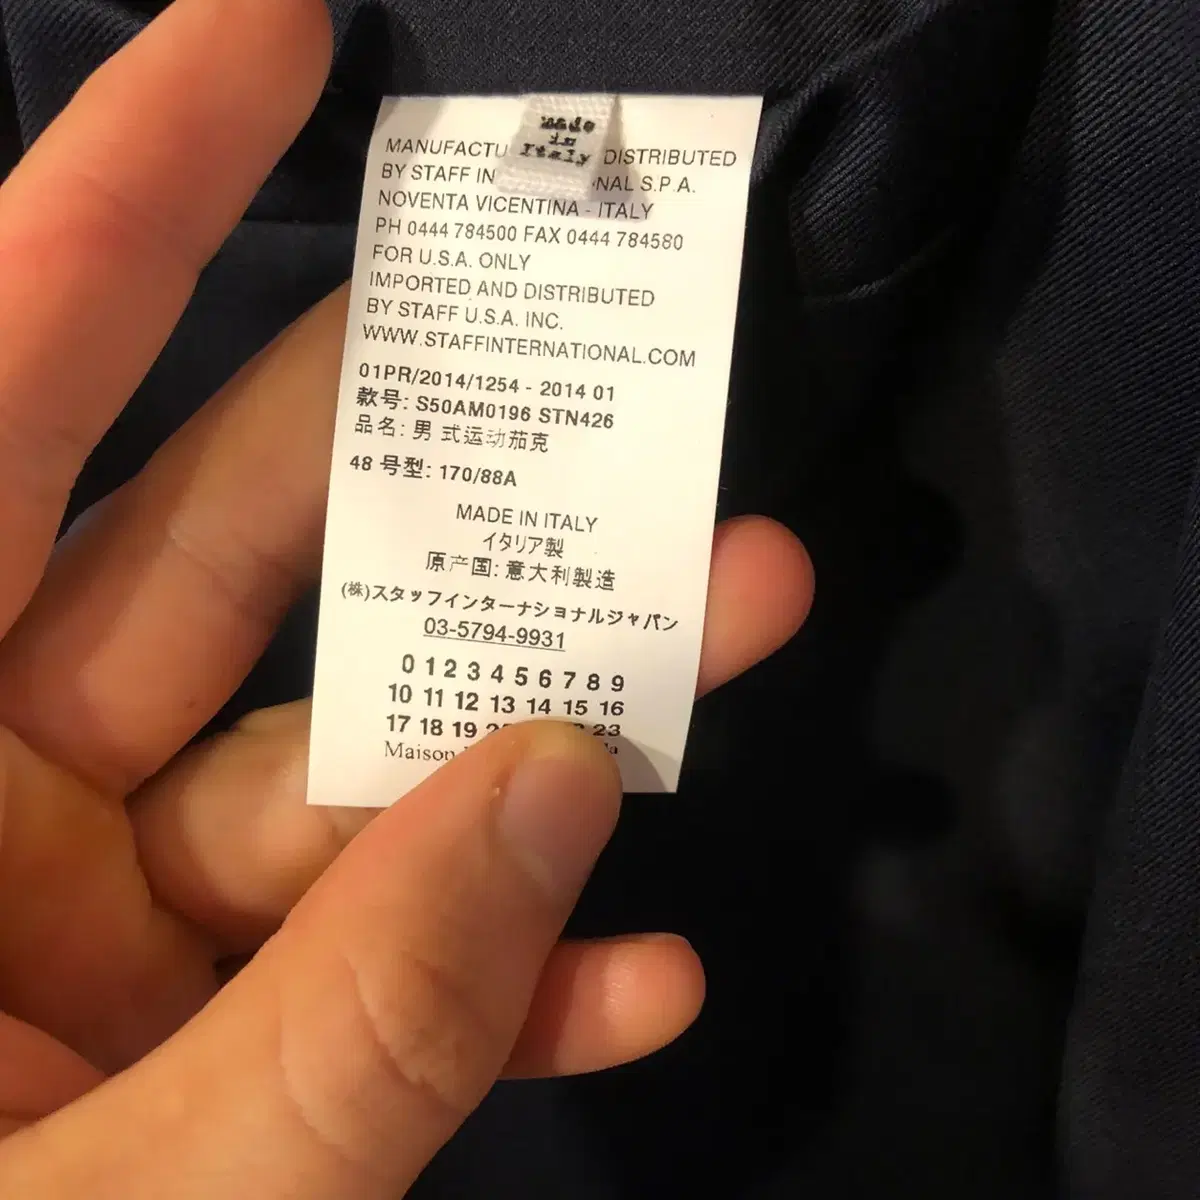 made
in
Italy
MANUFACTU DISTRIBUTED
BY STAFF IN NAL S.P.A.
NOVENTA VICENTINA - ITALY
PH 0444 784500 FAX 0444 784580
FOR U.S.A. ONLY
IMPORTED AND DISTRIBUTED
BY STAFF U.S.A. INC.
WWW.STAFFINTERNATIONAL.COM
01PR/2014/1254 - 2014 01
款号: S50AM0196 STN426
品名: 男 式运动茄克
48 号型: 170/88A
MADE IN ITALY
イタリア製
原产国: 意大利製造
(株)スタッフインターナショナルジャパン
03-5794-9931
0 1 2 3 4 5 6 7 8 9
10 11 12 13 14 15 16
17 18 19 23
Maison la